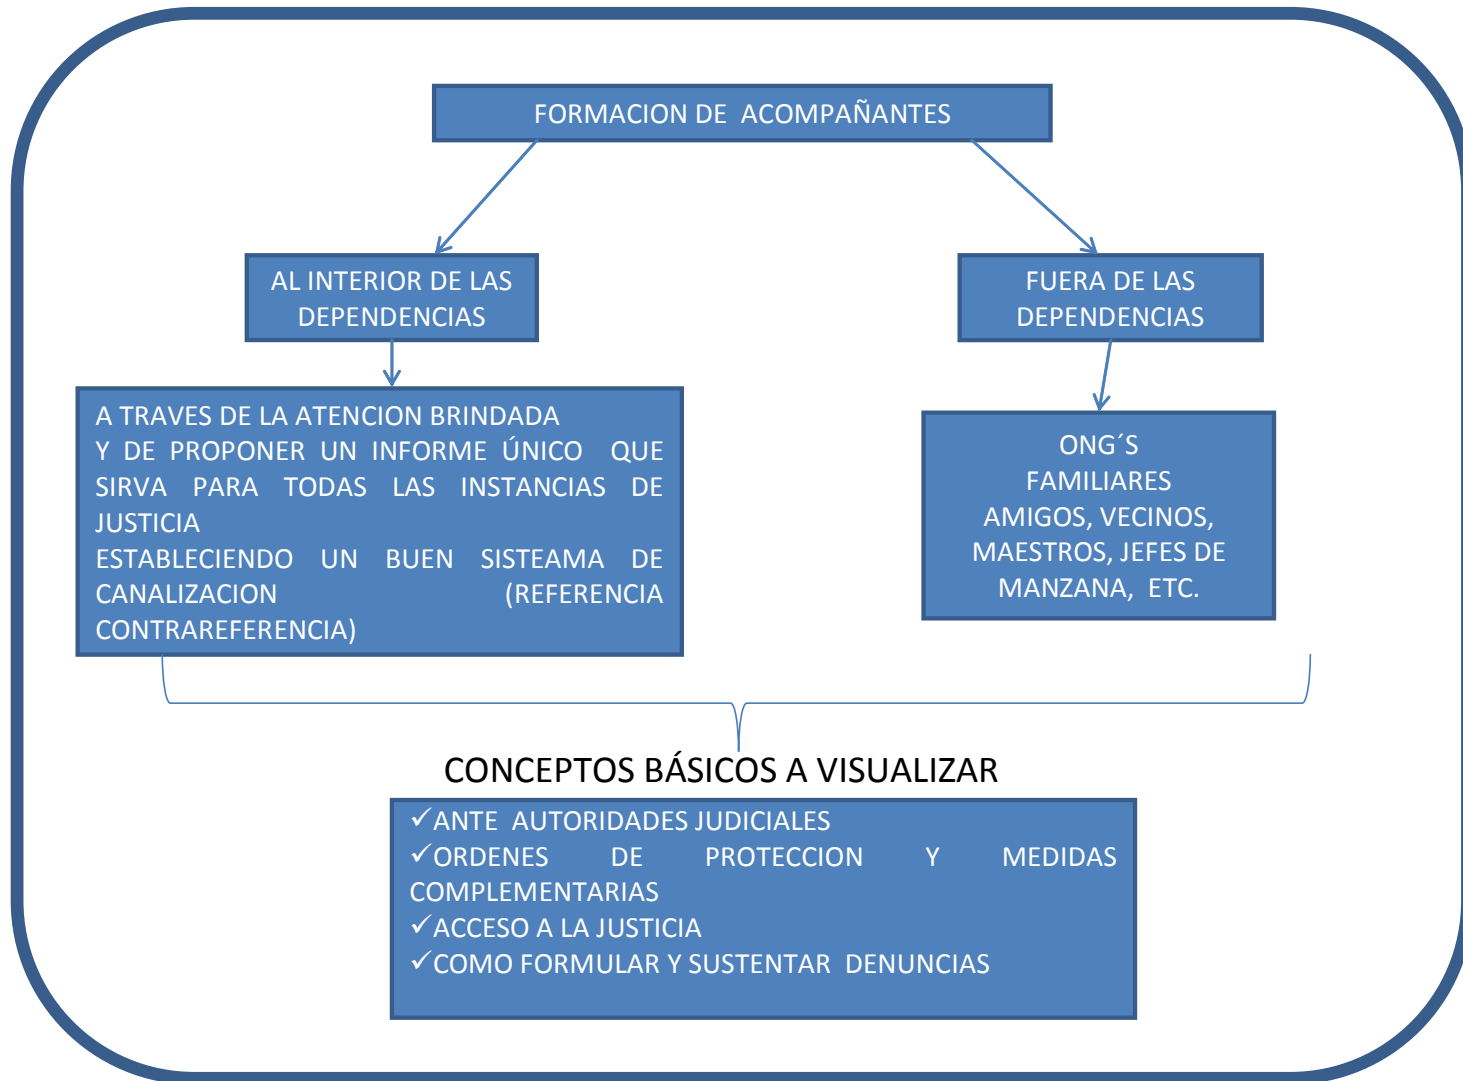 FORMACION DE  ACOMPAÑANTES
AL INTERIOR DE LAS
DEPENDENCIAS
FUERA DE LAS
DEPENDENCIAS
A TRAVES DE LA ATENCION BRINDADA
Y DE PROPONER UN INFORME ÚNICO QUE
SIRVA PARA TODAS LAS INSTANCIAS DE
JUSTICIA
ESTABLECIENDO UN BUEN SISTEAMA DE
CANALIZACION (REFERENCIA
CONTRAREFERENCIA)
ONG´S
FAMILIARES
AMIGOS, VECINOS,
MAESTROS, JEFES DE
MANZANA,  ETC.
CONCEPTOS BÁSICOS A VISUALIZAR
✓ANTE  AUTORIDADES JUDICIALES
✓ORDENES DE PROTECCION Y MEDIDAS
COMPLEMENTARIAS
✓ACCESO A LA JUSTICIA
✓COMO FORMULAR Y SUSTENTAR  DENUNCIAS